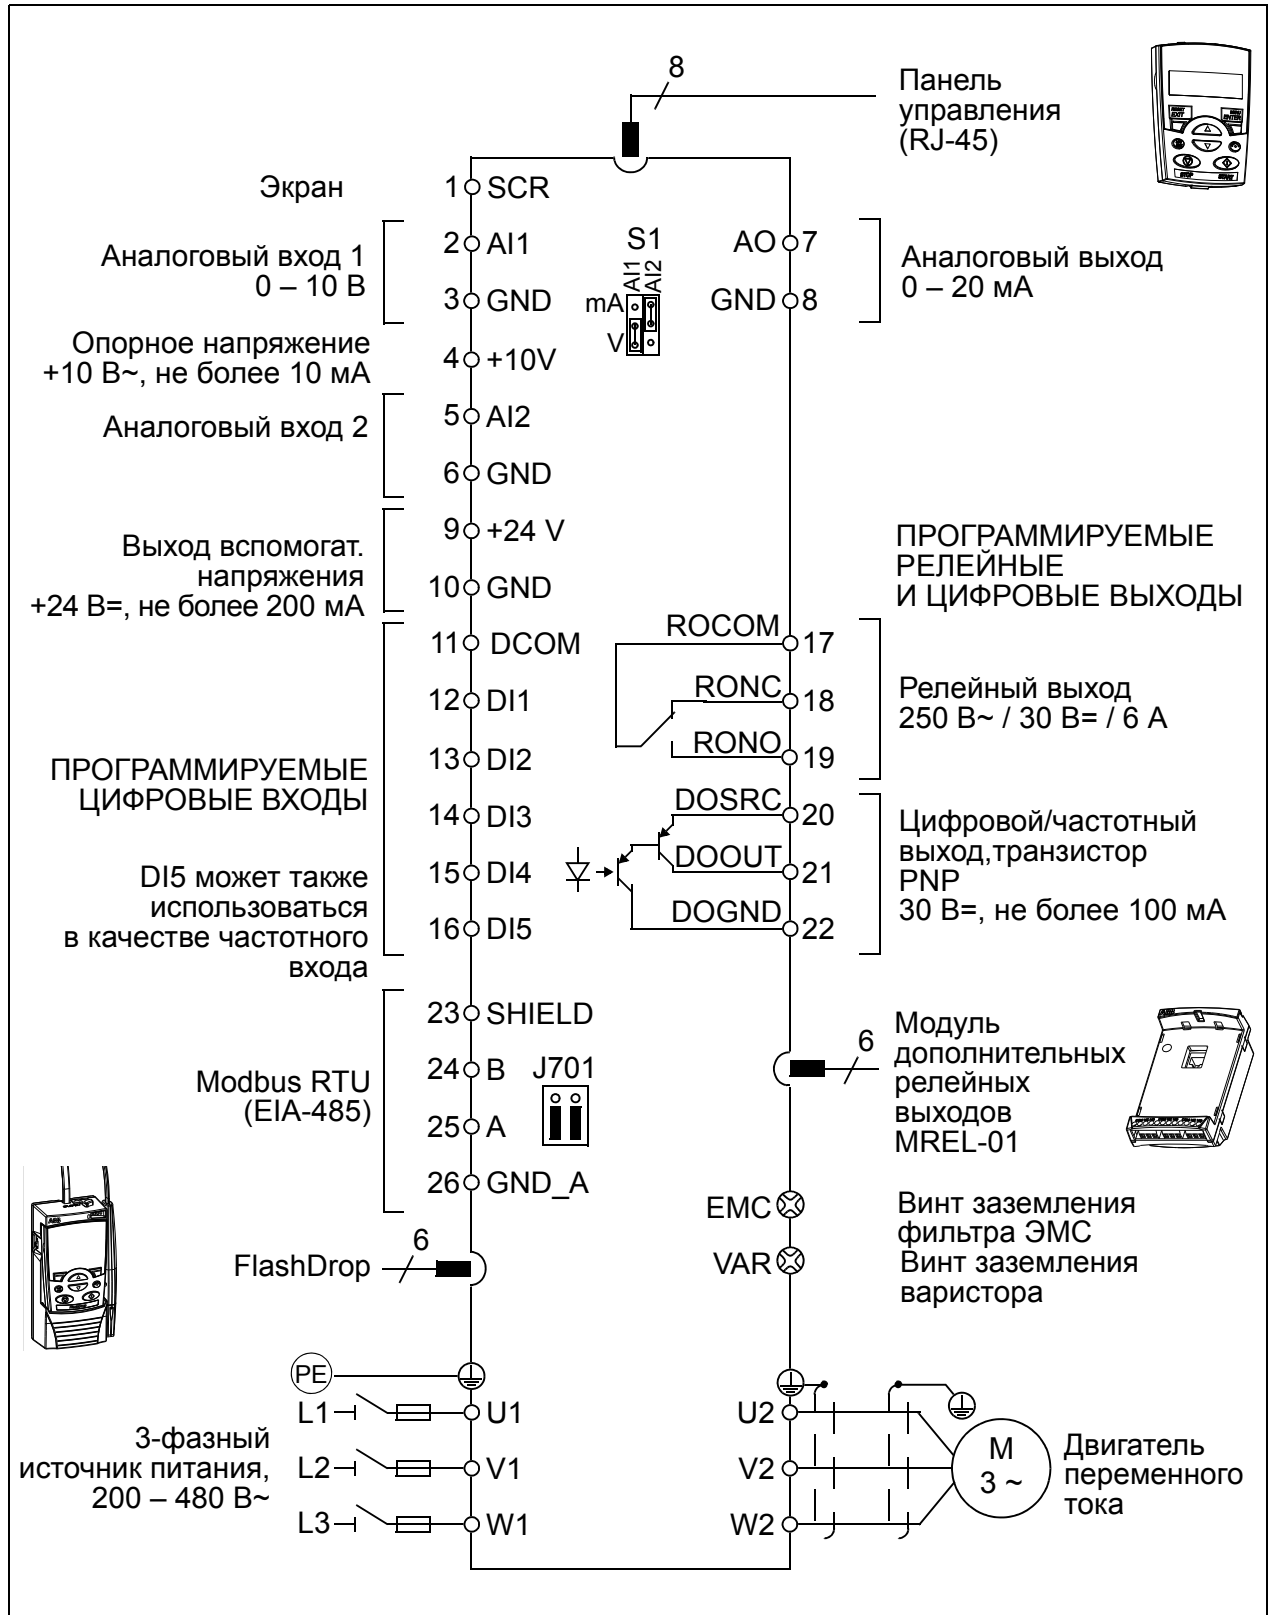 8
Панель
управления
(RJ-45)
RESET
EXIT
MENU
ENTER
STOP
START
Экран
1 SCR
Аналоговый вход 1
0 – 10 В
2 AI1
3 GND
S1
AI1
AI2
mA
V
AO 7
GND 8
Аналоговый выход
0 – 20 мА
Опорное напряжение
+10 В~, не более 10 мА
4 +10V
Аналоговый вход 2
5 AI2
6 GND
Выход вспомогат.
напряжения
+24 В=, не более 200 мА
9 +24 V
10 GND
ПРОГРАММИРУЕМЫЕ
РЕЛЕЙНЫЕ
И ЦИФРОВЫЕ ВЫХОДЫ
11 DCOM
12 DI1
13 DI2
14 DI3
15 DI4
16 DI5
ПРОГРАММИРУЕМЫЕ
ЦИФРОВЫЕ ВХОДЫ
DI5 может также
использоваться
в качестве частотного
входа
ROCOM 17
RONC 18
RONO 19
Релейный выход
250 В~ / 30 В= / 6 А
DOSRC 20
DOOUT 21
DOGND 22
Цифровой/частотный
выход,транзистор
PNP
30 В=, не более 100 мА
Modbus RTU
(EIA-485)
23 SHIELD
24 B
25 A
26 GND_A
J701
6
Модуль
дополнительных
релейных
выходов
MREL-01
EMC
Винт заземления
фильтра ЭМС
VAR
Винт заземления
варистора
ABB
FlashDrop
6
PE
L1
L2
L3
U1
V1
W1
3-фазный
источник питания,
200 – 480 В~
U2
V2
W2
M
3 ~
Двигатель
переменного
тока